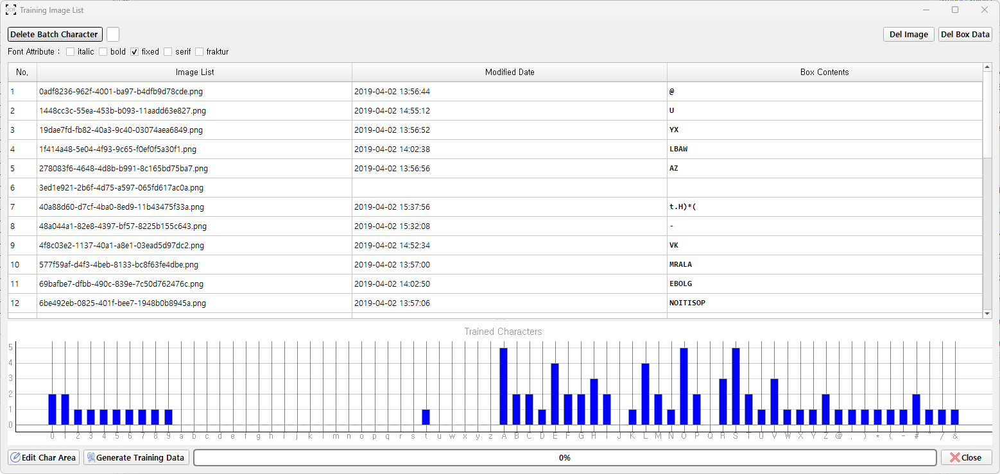 OCR Training Image List
Delete Batch Character Del Image Del Box Data
Font Attribute : italic bold fixed serif fraktur
No. Image List Modified Date Box Contents
1 0adf8236-962f-4001-ba97-b4dfb9d78cde.png 2019-04-02 13:56:44 @
2 1448cc3c-55ea-453b-b093-11aadd63e827.png 2019-04-02 14:55:12 U
3 19dae7fd-fb82-40a3-9c40-03074aea6849.png 2019-04-02 13:56:52 YX
4 1f414a48-5e04-4f93-9c65-f0ef0f5a30f1.png 2019-04-02 14:02:38 LBAW
5 278083f6-4648-4d8b-b991-8c165bd75ba7.png 2019-04-02 13:56:56 AZ
6 3ed1e921-2b6f-4d75-a597-065fd617ac0a.png
7 40a88d60-d7cf-4ba0-8ed9-11b43475f33a.png 2019-04-02 15:37:56 t.H)*(
8 48a044a1-82e8-4397-bf57-8225b155c643.png 2019-04-02 15:32:08 -
9 4f8c03e2-1137-40a1-a8e1-03ead5d97dc2.png 2019-04-02 14:52:34 VK
10 577f59af-d4f3-4beb-8133-bc8f63fe4dbe.png 2019-04-02 13:57:00 MRALA
11 69bafbe7-dfbb-490c-839e-7c50d762476c.png 2019-04-02 14:02:50 EBOLG
12 6be492eb-0825-401f-bee7-1948b0b8945a.png 2019-04-02 13:57:06 NOITISOP
Trained Characters
5
4
3
2
1
0
0 1 2 3 4 5 6 7 8 9 a b c d e f g h i j k l m n o p q r s t u v w x y z A B C D E F G H I J K L M N O P Q R S T U V W X Y Z @ . ) * ( - # " / &
Edit Char Area Generate Training Data 0% Close